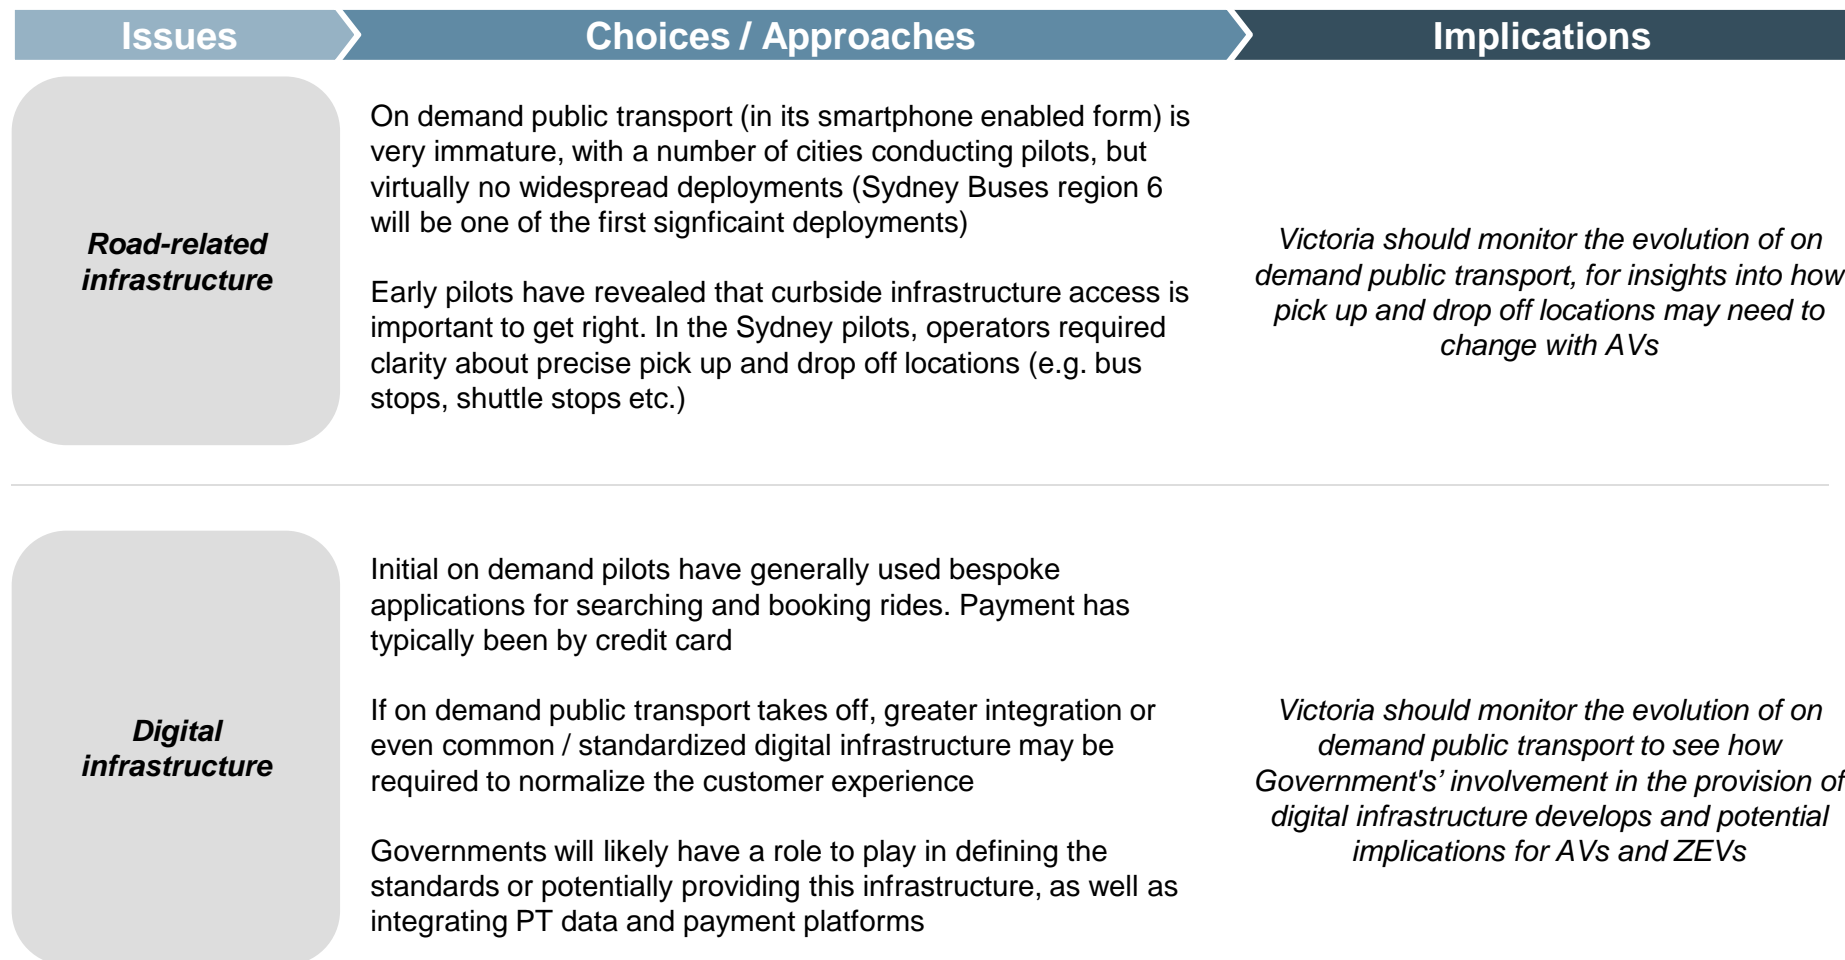 Issues
Choices / Approaches
Implications
Road-related
infrastructure
On demand public transport (in its smartphone enabled form) is
very immature, with a number of cities conducting pilots, but
virtually no widespread deployments (Sydney Buses region 6
will be one of the first signficaint deployments)
Early pilots have revealed that curbside infrastructure access is
important to get right. In the Sydney pilots, operators required
clarity about precise pick up and drop off locations (e.g. bus
stops, shuttle stops etc.)
Victoria should monitor the evolution of on
demand public transport, for insights into how
pick up and drop off locations may need to
change with AVs
Digital
infrastructure
Initial on demand pilots have generally used bespoke
applications for searching and booking rides. Payment has
typically been by credit card
If on demand public transport takes off, greater integration or
even common / standardized digital infrastructure may be
required to normalize the customer experience
Governments will likely have a role to play in defining the
standards or potentially providing this infrastructure, as well as
integrating PT data and payment platforms
Victoria should monitor the evolution of on
demand public transport to see how
Government's’ involvement in the provision of
digital infrastructure develops and potential
implications for AVs and ZEVs